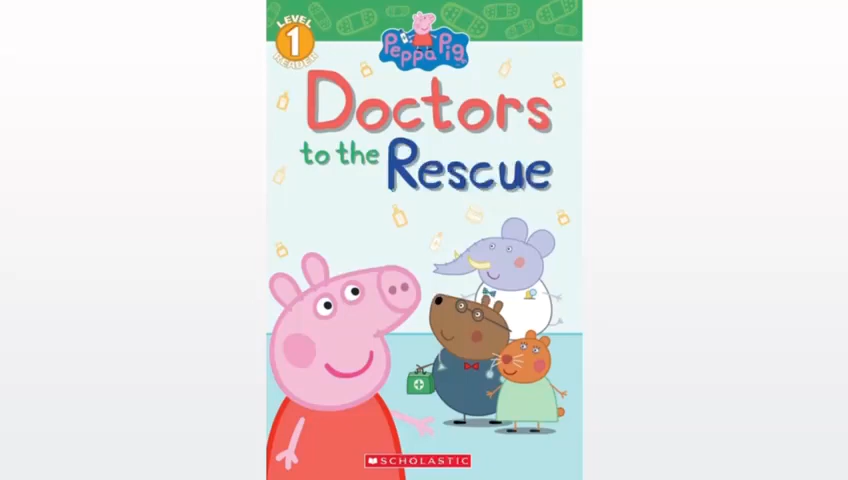 LEVEL
1
READER
Peppa Pig
Doctors
to the Rescue
SCHOLASTIC